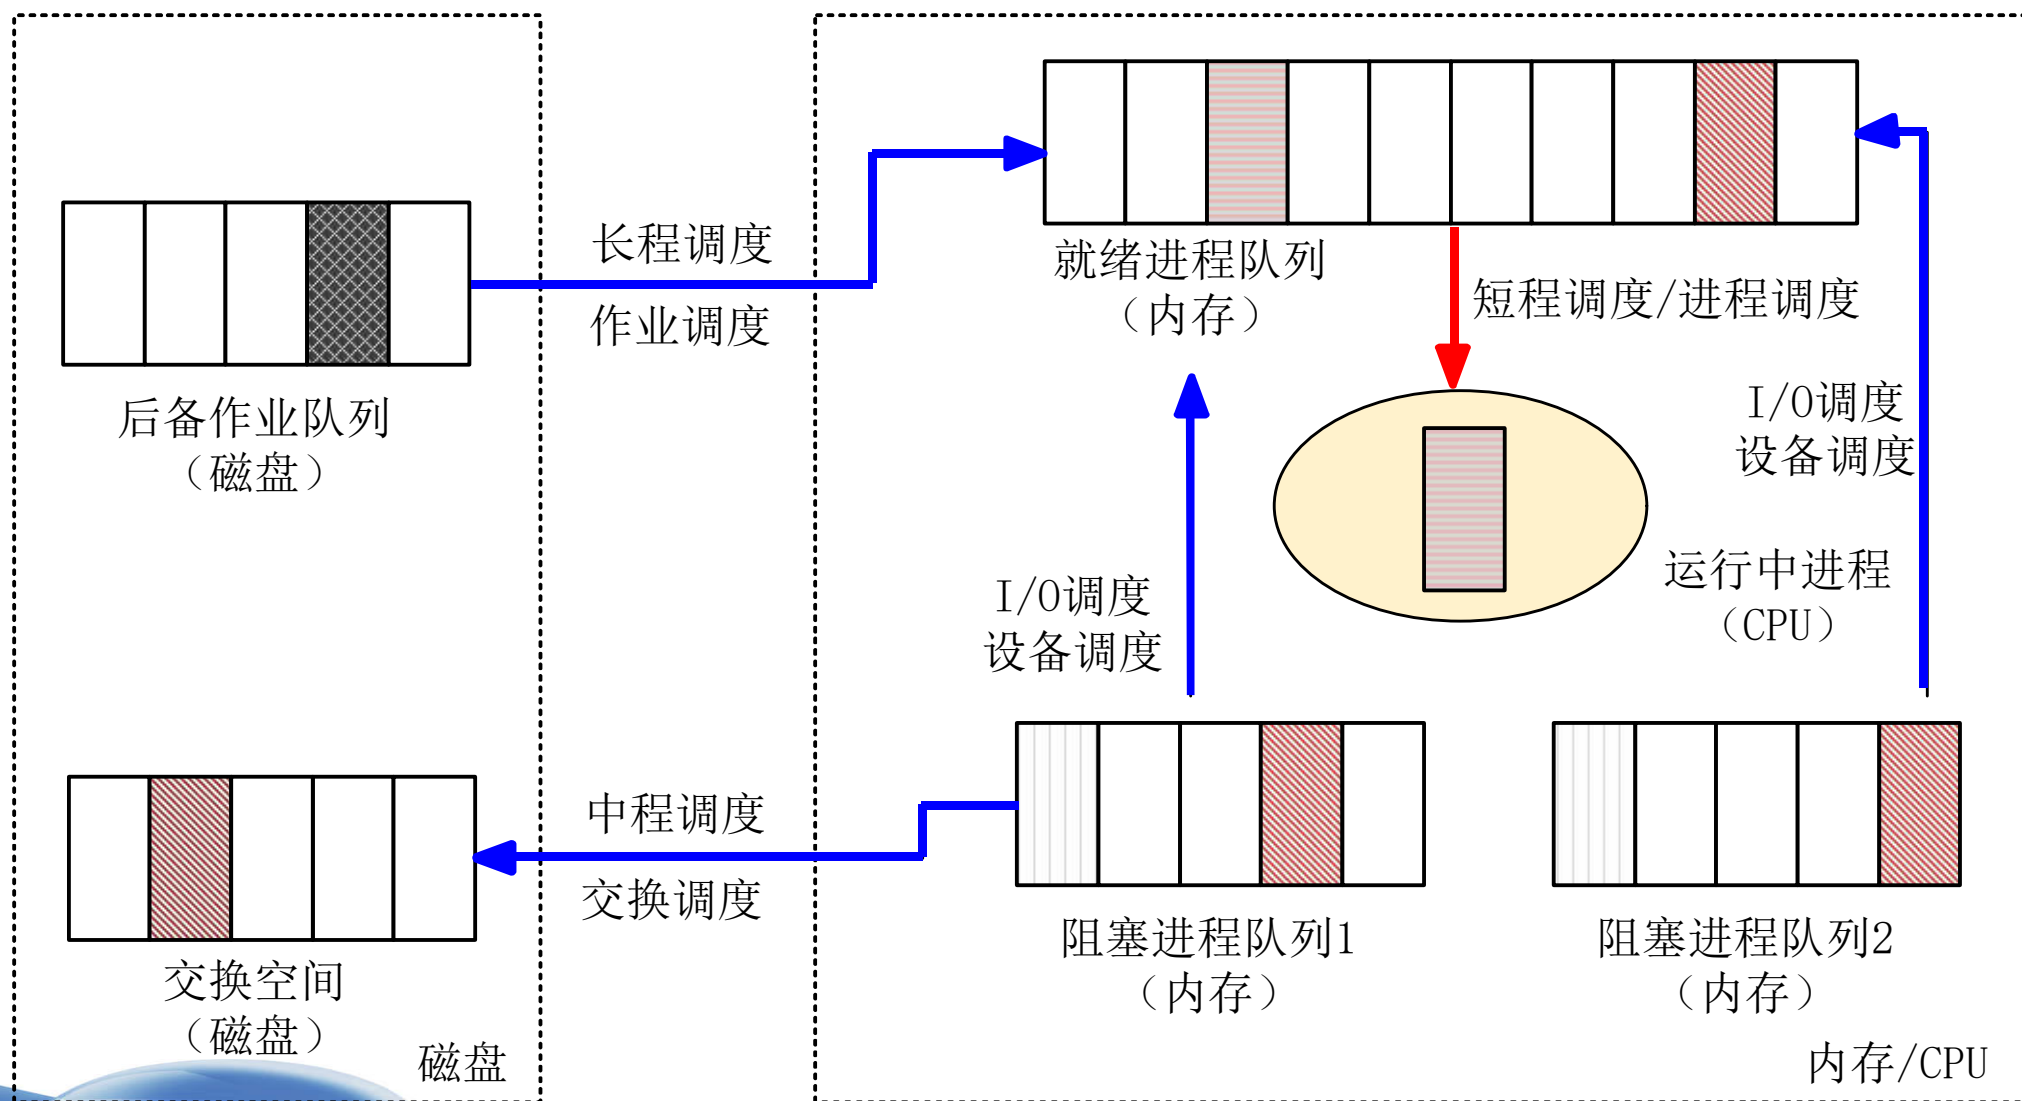 长程调度
作业调度
后备作业队列
（磁盘）
就绪进程队列
（内存）
短程调度/进程调度
I/O调度
设备调度
运行中进程
（CPU）
I/O调度
设备调度
中程调度
交换调度
交换空间
（磁盘）
磁盘
阻塞进程队列1
（内存）
阻塞进程队列2
（内存）
内存/CPU